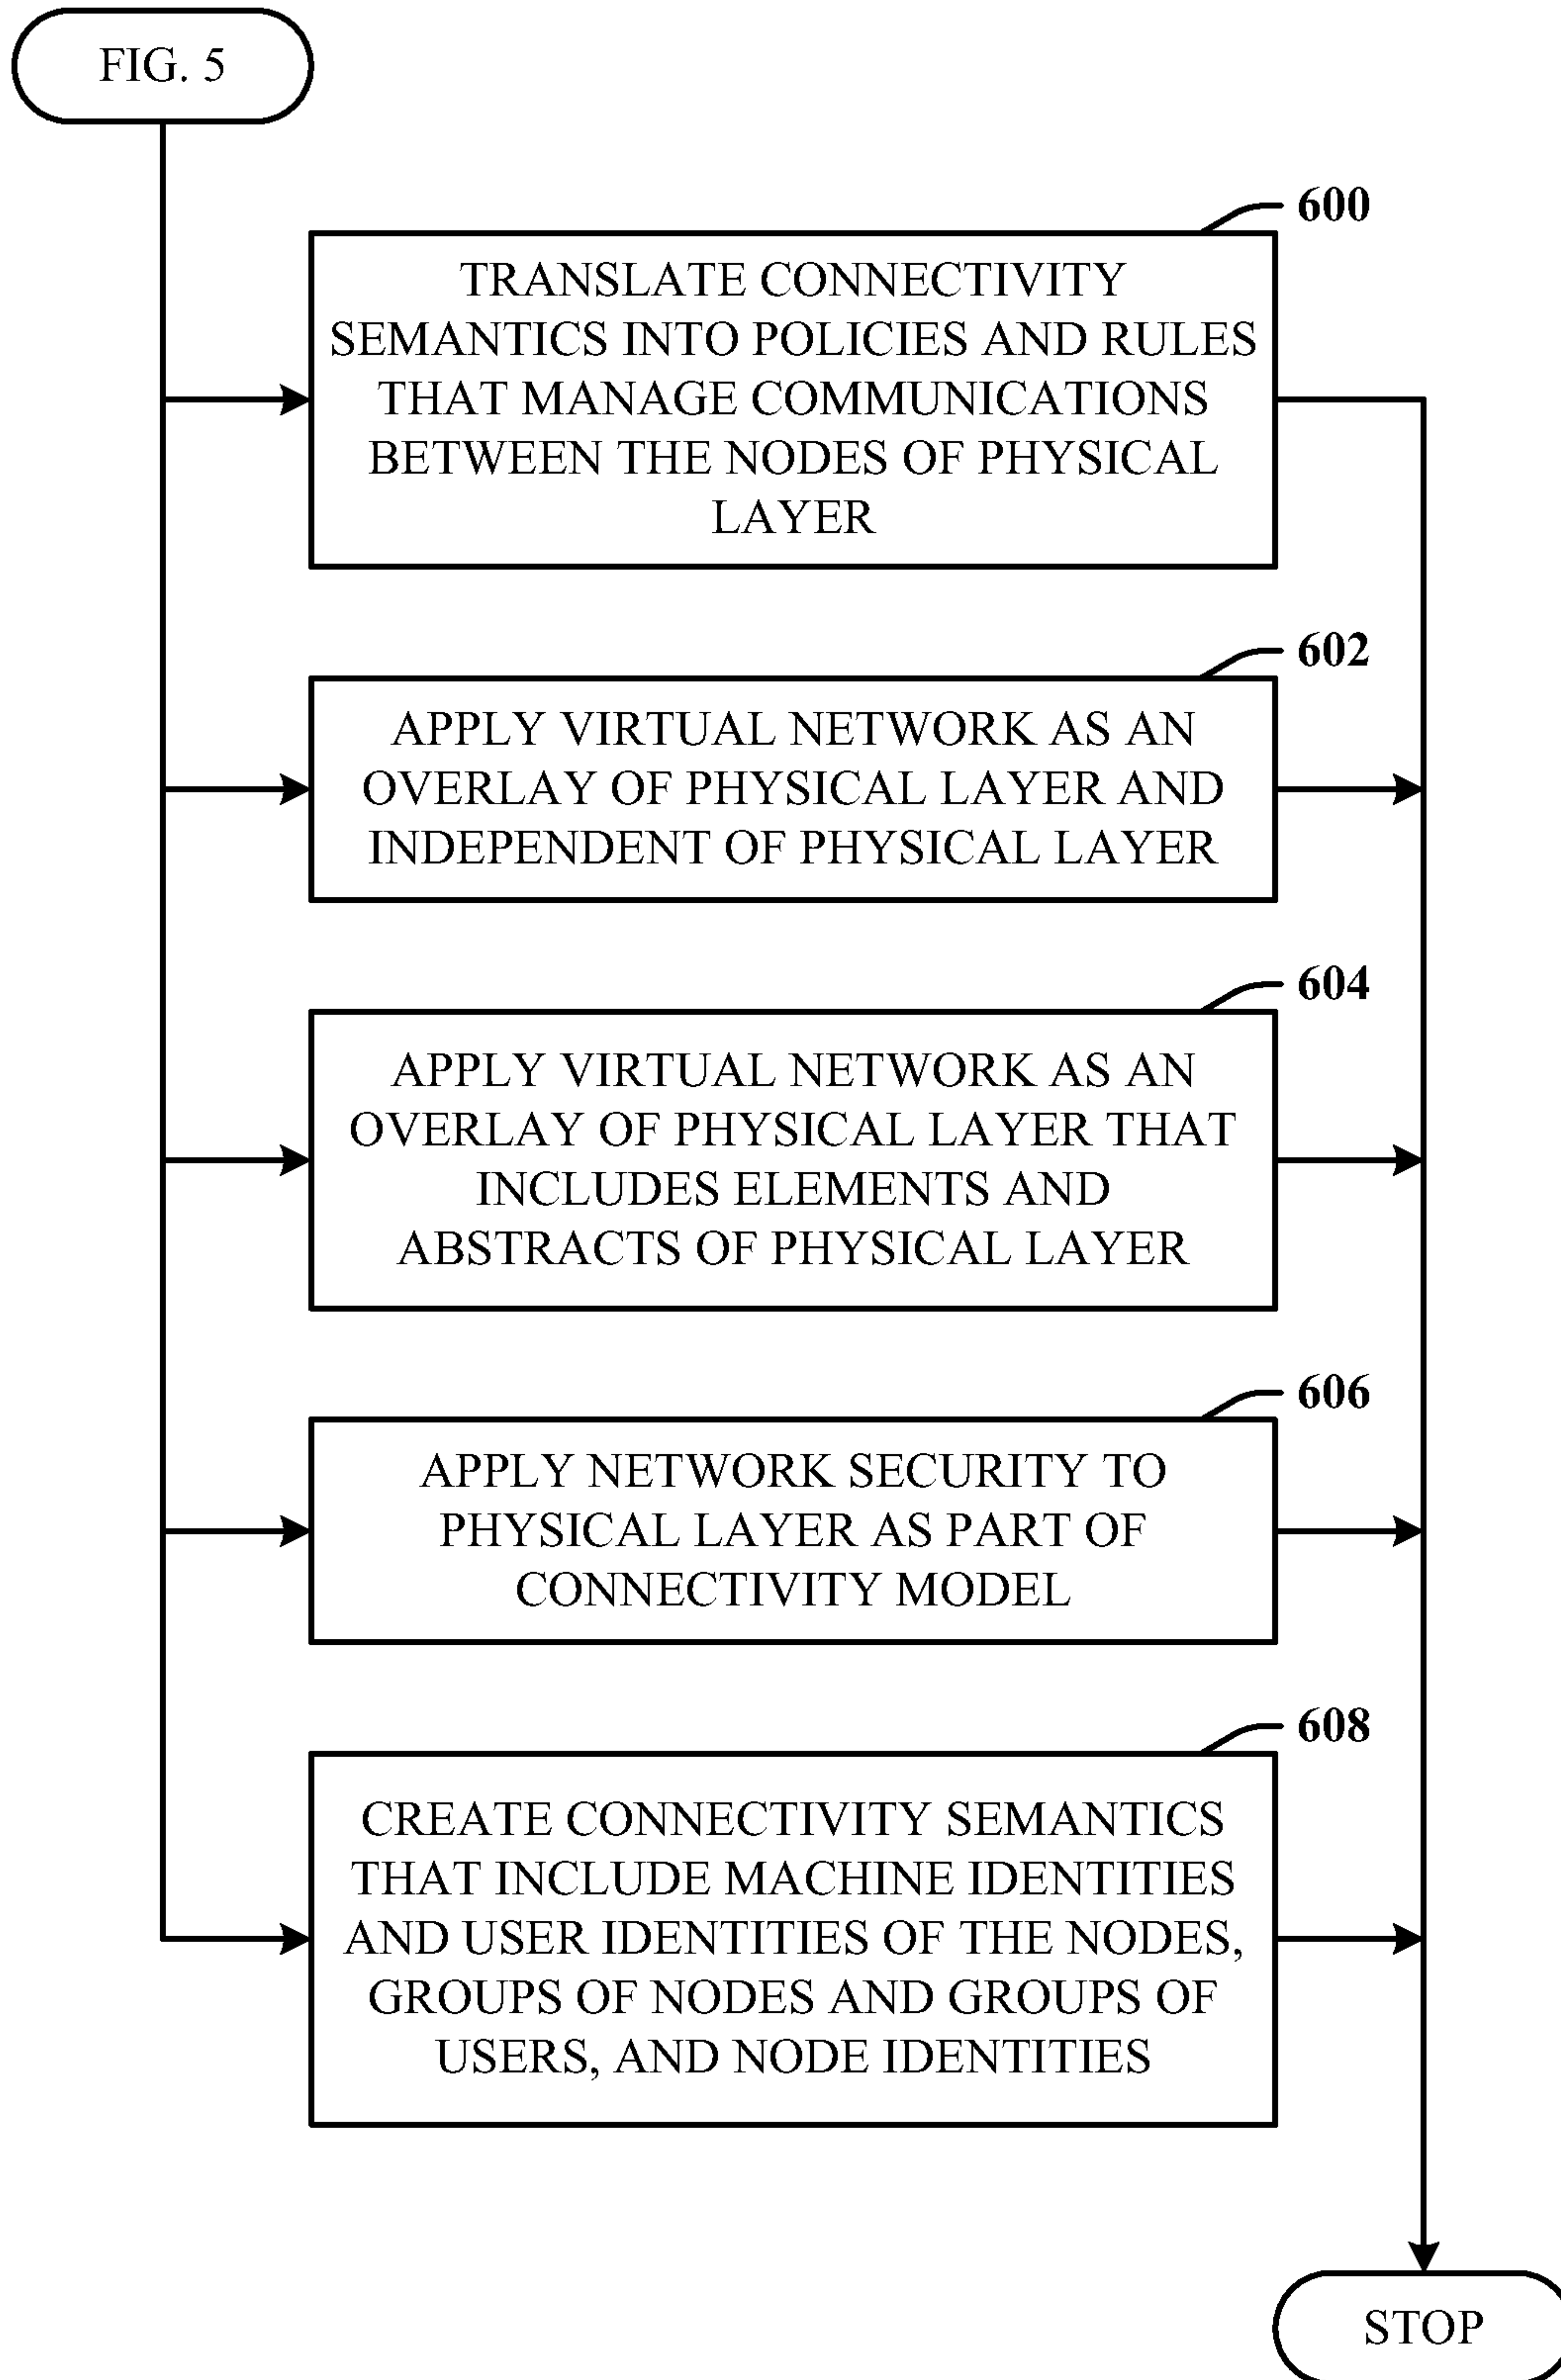 FIG. 5
600
TRANSLATE CONNECTIVITY
SEMANTICS INTO POLICIES AND RULES
THAT MANAGE COMMUNICATIONS
BETWEEN THE NODES OF PHYSICAL
LAYER
602
APPLY VIRTUAL NETWORK AS AN
OVERLAY OF PHYSICAL LAYER AND
INDEPENDENT OF PHYSICAL LAYER
604
APPLY VIRTUAL NETWORK AS AN
OVERLAY OF PHYSICAL LAYER THAT
INCLUDES ELEMENTS AND
ABSTRACTS OF PHYSICAL LAYER
606
APPLY NETWORK SECURITY TO
PHYSICAL LAYER AS PART OF
CONNECTIVITY MODEL
608
CREATE CONNECTIVITY SEMANTICS
THAT INCLUDE MACHINE IDENTITIES
AND USER IDENTITIES OF THE NODES,
GROUPS OF NODES AND GROUPS OF
USERS, AND NODE IDENTITIES
STOP